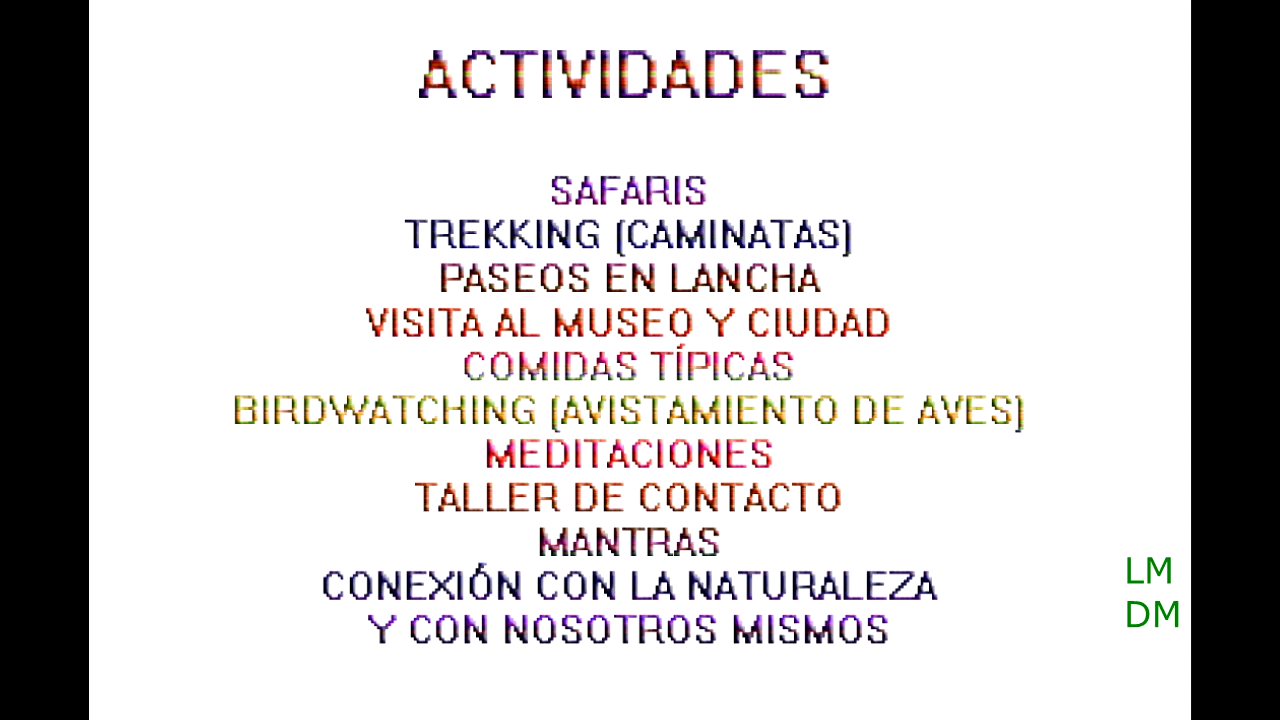 ACTIVIDADES
SAFARIS
TREKKING (CAMINATAS)
PASEOS EN LANCHA
VISITA AL MUSEO Y CIUDAD
COMIDAS TÍPICAS
BIRDWATCHING (AVISTAMIENTO DE AVES)
MEDITACIONES
TALLER DE CONTACTO
MANTRAS
CONEXIÓN CON LA NATURALEZA
Y CON NOSOTROS MISMOS
LM
DM